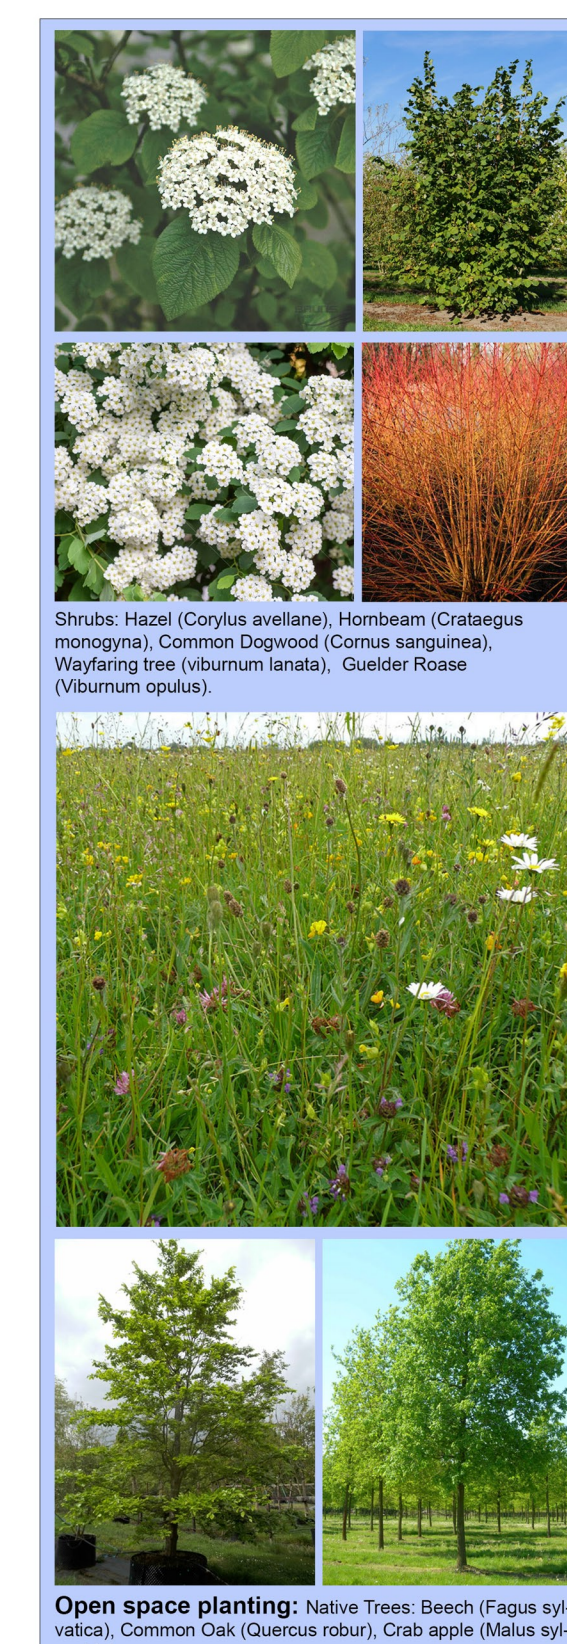 Shrubs: Hazel (Corylus avellane), Hornbeam (Crataegus
monogyna), Common Dogwood (Cornus sanguinea),
Wayfaring tree (viburnum lanata),  Guelder Roase
(Viburnum opulus).
Open space planting: Native Trees: Beech (Fagus syl-
vatica), Common Oak (Quercus robur), Crab apple (Malus syl-